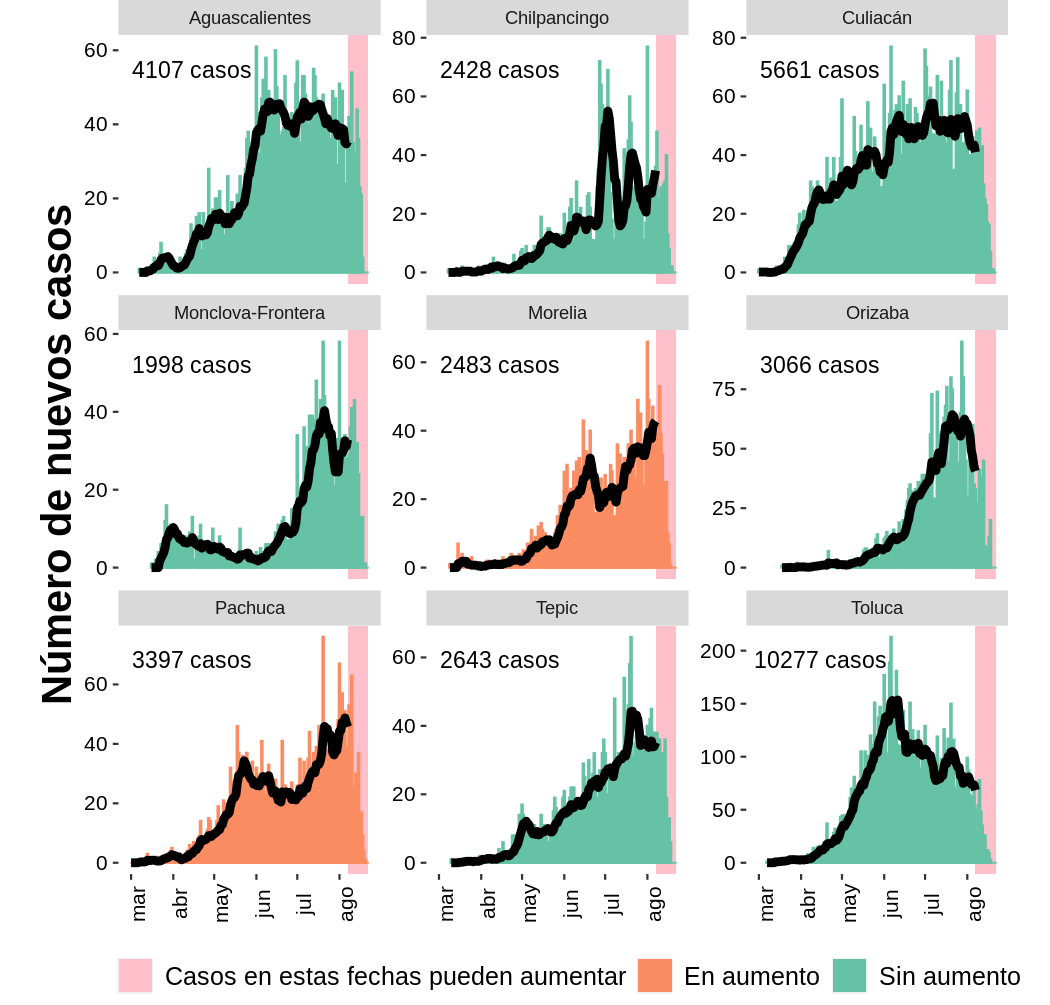 Número de nuevos casos
Aguascalientes
Chilpancingo
Culiacán
4107 casos
2428 casos
5661 casos
60
40
20
0
80
60
40
20
0
80
60
40
20
0
Monclova-Frontera
Morelia
Orizaba
1998 casos
2483 casos
3066 casos
60
40
20
0
60
40
20
0
75
50
25
0
Pachuca
Tepic
Toluca
3397 casos
2643 casos
10277 casos
60
40
20
0
60
40
20
0
200
150
100
50
0
mar abr may jun jul ago
mar abr may jun jul ago
mar abr may jun jul ago
Casos en estas fechas pueden aumentar En aumento Sin aumento